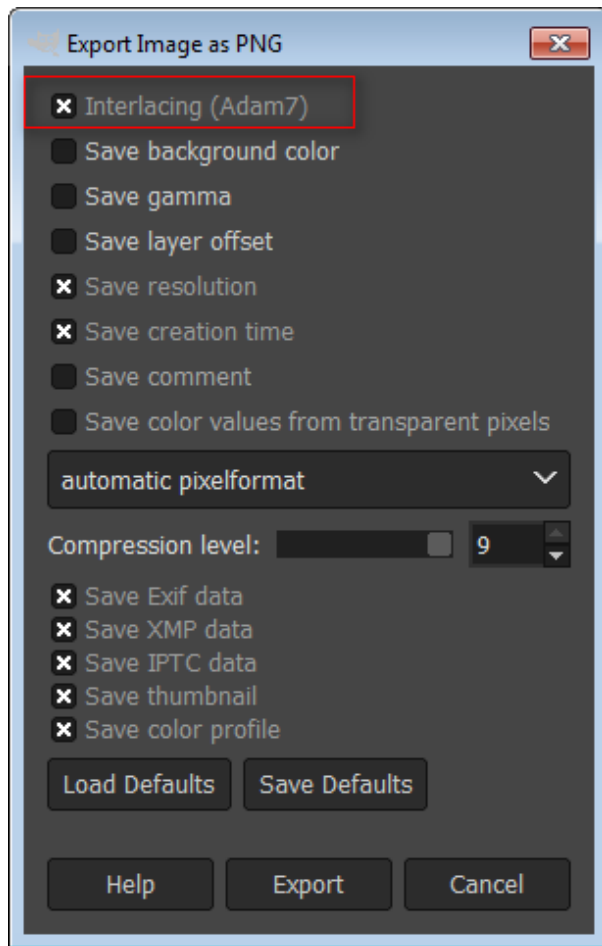 Export Image as PNG
Interlacing (Adam7)
Save background color
Save gamma
Save layer offset
Save resolution
Save creation time
Save comment
Save color values from transparent pixels
automatic pixelformat
Compression level: 9
Save Exif data
Save XMP data
Save IPTC data
Save thumbnail
Save color profile
Load Defaults Save Defaults
Help Export Cancel